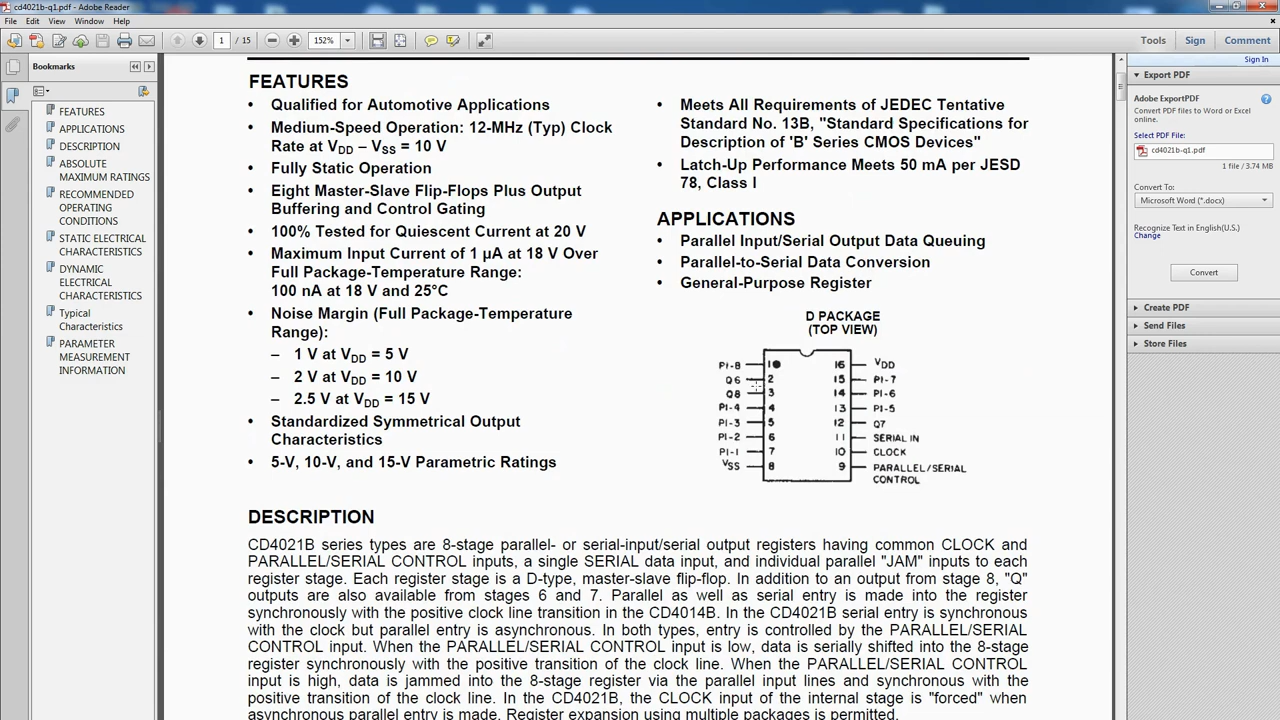 cd4021b-q1.pdf - Adobe Reader
File Edit View Window Help
1 / 15 152% Tools Sign Comment
Bookmarks
FEATURES
APPLICATIONS
DESCRIPTION
ABSOLUTE
MAXIMUM RATINGS
RECOMMENDED
OPERATING
CONDITIONS
STATIC ELECTRICAL
CHARACTERISTICS
DYNAMIC
ELECTRICAL
CHARACTERISTICS
Typical
Characteristics
PARAMETER
MEASUREMENT
INFORMATION
FEATURES
• Qualified for Automotive Applications
• Medium-Speed Operation: 12-MHz (Typ) Clock
Rate at VDD – VSS = 10 V
• Fully Static Operation
• Eight Master-Slave Flip-Flops Plus Output
Buffering and Control Gating
• 100% Tested for Quiescent Current at 20 V
• Maximum Input Current of 1 μA at 18 V Over
Full Package-Temperature Range:
100 nA at 18 V and 25°C
• Noise Margin (Full Package-Temperature
Range):
– 1 V at VDD = 5 V
– 2 V at VDD = 10 V
– 2.5 V at VDD = 15 V
• Standardized Symmetrical Output
Characteristics
• 5-V, 10-V, and 15-V Parametric Ratings
• Meets All Requirements of JEDEC Tentative
Standard No. 13B, "Standard Specifications for
Description of 'B' Series CMOS Devices"
• Latch-Up Performance Meets 50 mA per JESD
78, Class I
APPLICATIONS
• Parallel Input/Serial Output Data Queuing
• Parallel-to-Serial Data Conversion
• General-Purpose Register
D PACKAGE
(TOP VIEW)
PI-8 1 16 VDD
Q6 2 15 PI-7
Q8 3 14 PI-6
PI-4 4 13 PI-5
PI-3 5 12 Q7
PI-2 6 11 SERIAL IN
PI-1 7 10 CLOCK
VSS 8 9 PARALLEL/SERIAL
CONTROL
DESCRIPTION
CD4021B series types are 8-stage parallel- or serial-input/serial output registers having common CLOCK and
PARALLEL/SERIAL CONTROL inputs, a single SERIAL data input, and individual parallel "JAM" inputs to each
register stage. Each register stage is a D-type, master-slave flip-flop. In addition to an output from stage 8, "Q"
outputs are also available from stages 6 and 7. Parallel as well as serial entry is made into the register
synchronously with the positive clock line transition in the CD4014B. In the CD4021B serial entry is synchronous
with the clock but parallel entry is asynchronous. In both types, entry is controlled by the PARALLEL/SERIAL
CONTROL input. When the PARALLEL/SERIAL CONTROL input is low, data is serially shifted into the 8-stage
register synchronously with the positive transition of the clock line. When the PARALLEL/SERIAL CONTROL
input is high, data is jammed into the 8-stage register via the parallel input lines and synchronous with the
positive transition of the clock line. In the CD4021B, the CLOCK input of the internal stage is "forced" when
asynchronous parallel entry is made. Register expansion using multiple packages is permitted.
Sign In
Export PDF
Adobe ExportPDF
Convert PDF files to Word or Excel
online.
Select PDF File:
cd4021b-q1.pdf
1 file / 3.74 MB
Convert To:
Microsoft Word (*.docx)
Recognize Text in English(U.S.)
Change
Convert
Create PDF
Send Files
Store Files